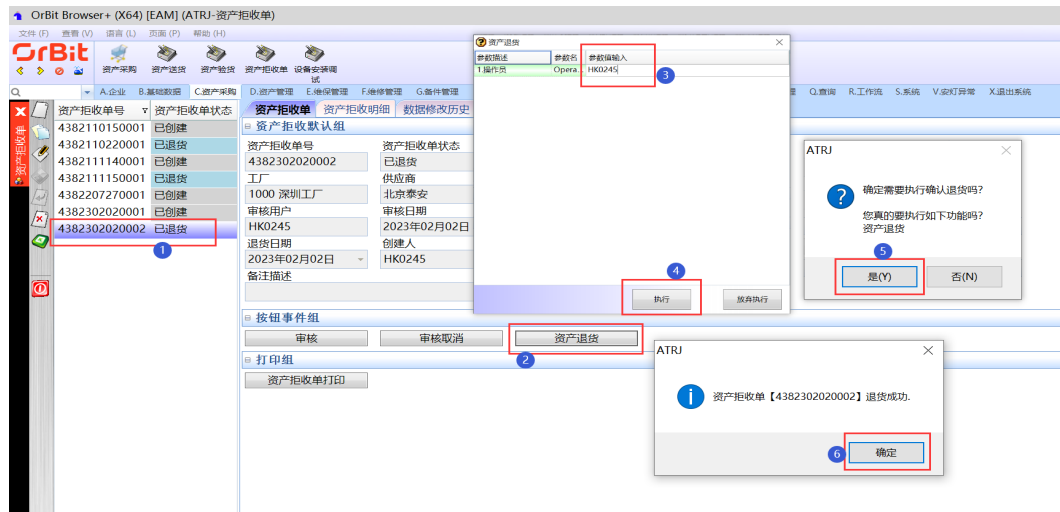 OrBit Browser+ (X64) [EAM] (ATRJ-资产拒收单)
文件 (F) 查看 (V) 语言 (L) 页面 (P) 帮助 (H)
OrBit
资产采购 资产送货 资产验货 资产拒收单 设备安装调试
A.企业 B.基础数据 C.资产采购 D.资产管理 E.维保管理 F.维修管理 G.备件管理 Q.查询 R.工作流 S.系统 V.安灯异常 X.退出系统
资产拒收单
资产拒收单号 资产拒收单状态
4382110150001 已创建
4382110220001 已退货
4382111140001 已创建
4382111150001 已退货
4382207270001 已创建
4382302020001 已创建
4382302020002 已退货
1
资产拒收单 资产拒收明细 数据修改历史
资产拒收默认组
资产拒收单号 资产拒收单状态
4382302020002 已退货
工厂 供应商
1000 深圳工厂 北京泰安
审核用户 审核日期
HK0245 2023年02月02日
退货日期 创建人
2023年02月02日 HK0245
备注描述
按钮事件组
审核 审核取消 资产退货
2
打印组
资产拒收单打印
资产退货
参数描述 参数名 参数值输入
1.操作员 Opera... HK0245
3
4
执行 放弃执行
ATRJ
确定需要执行确认退货吗?
您真的要执行如下功能吗?
资产退货
5
是(Y) 否(N)
ATRJ
资产拒收单【4382302020002】退货成功.
6
确定